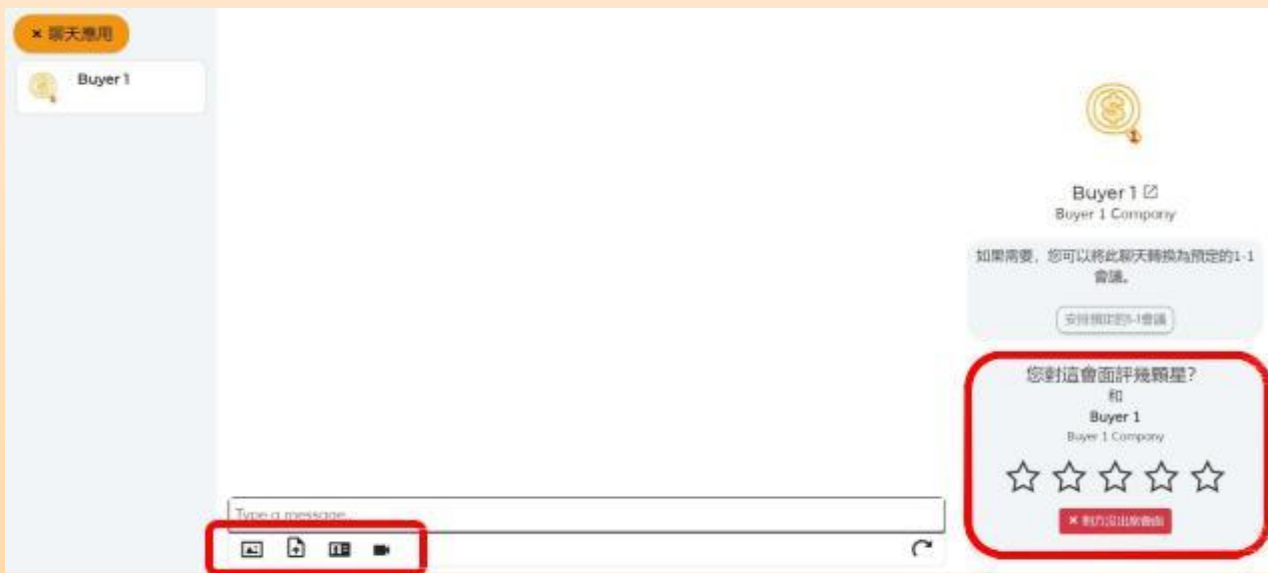 × 聊天應用
Buyer 1
Type a message...
Buyer 1
Buyer 1 Company
如果需要，您可以將此聊天轉換為預定的1-1
會議。
安排預定的1-1會議
您對這會面評幾顆星?
和
Buyer 1
Buyer 1 Company
× 對方沒出席會面